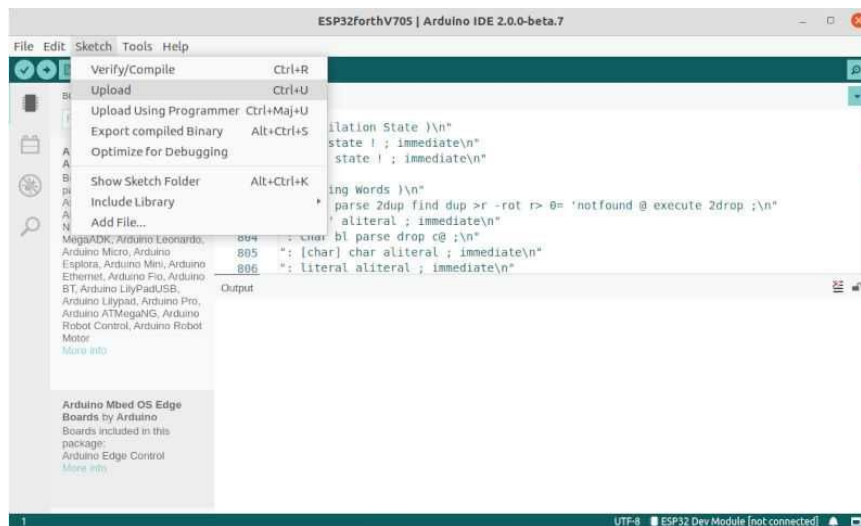 ESP32forthV705 | Arduino IDE 2.0.0-beta.7
File Edit Sketch Tools Help
Verify/Compile Ctrl+R
Upload Ctrl+U
Upload Using Programmer Ctrl+Maj+U
Export compiled Binary Alt+Ctrl+S
Optimize for Debugging
Show Sketch Folder Alt+Ctrl+K
Include Library
Add File...
ilation State )\n"
state ! ; immediate\n"
state ! ; immediate\n"
ing Words )\n"
parse 2dup find dup >r -rot r> 0= 'notfound @ execute 2drop ;\n"
' aliteral ; immediate\n"
804 ": char bl parse drop c@ ;\n"
805 ": [char] char aliteral ; immediate\n"
806 ": literal aliteral ; immediate\n"
MegaADK, Arduino Leonardo,
Arduino Micro, Arduino
Esplora, Arduino Mini, Arduino
Ethernet, Arduino Fio, Arduino
BT, Arduino LilyPadUSB,
Arduino Lilypad, Arduino Pro,
Arduino ATMegaNG, Arduino
Robot Control, Arduino Robot
Motor
More info
Output
Arduino Mbed OS Edge
Boards by Arduino
Boards included in this
package:
Arduino Edge Control
More info
1 UTF-8 ESP32 Dev Module [not connected]